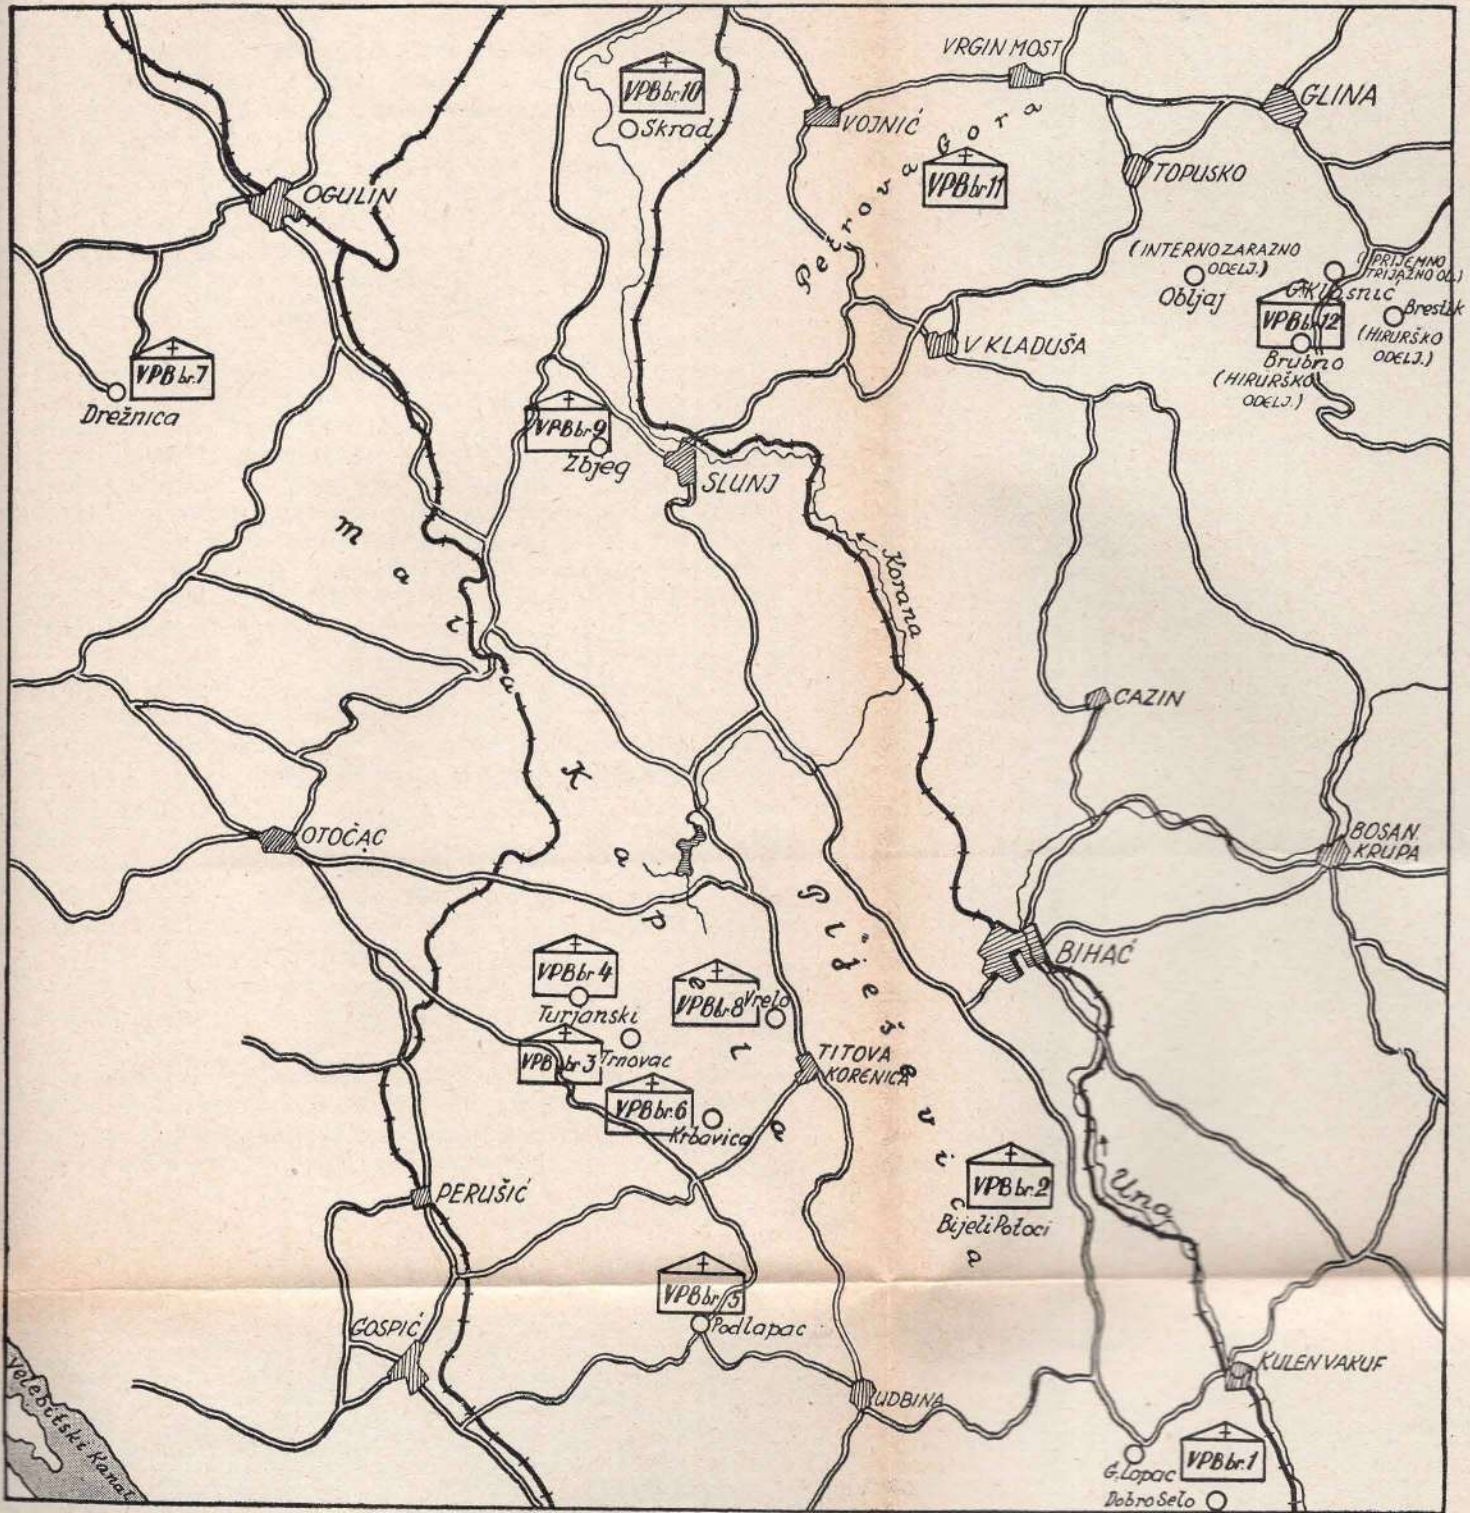 VRGIN MOST
VPB br.10
Skrad
VOJNIĆ
GLINA
Petrova Gora
VPB br.11
TOPUSKO
OGULIN
(INTERNOZARAZNO
ODELJ.)
Obljaj
(PRIJEMNO
TRIJAŽNO OD.)
VPB br.12
Brestik
(HIRURŠKO
ODELJ.)
Brubno
(HIRURŠKO
ODELJ.)
V KLADUŠA
VPB br.7
Drežnica
VPB br.9
Zbjeg
SLUNJ
mala Kapela
Korana
CAZIN
OTOČAC
BOSAN.
KRUPA
Plješevica
BIHAĆ
VPB br 4
Turjanski
VPB br 8
Vrelo
VPB br 3
Trnovac
TITOVA
KORENICA
VPB br.6
Krbavica
VPB br.2
Bijeli Potoci
Una
PERUŠIĆ
VPB br 5
Podlapac
GOSPIĆ
Velebitski Kanal
UDBINA
KULEN VAKUF
G. Lapac
VPB br.1
Dobro Selo